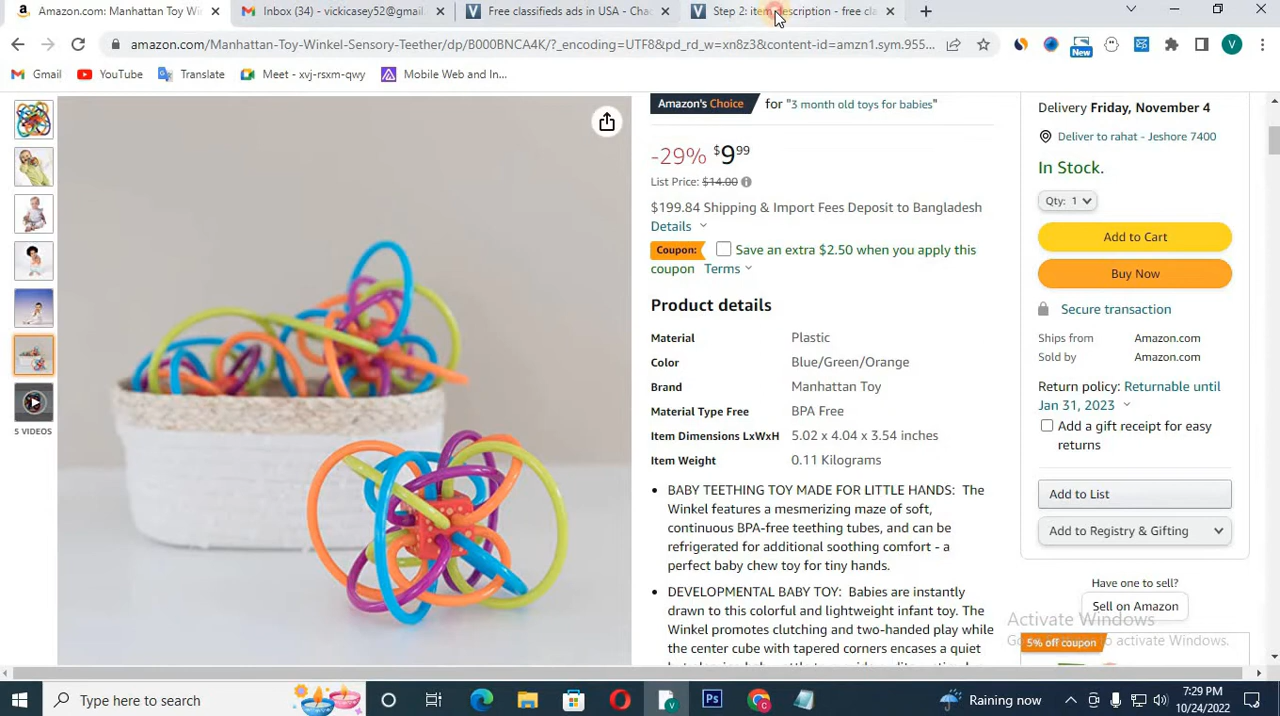 Amazon.com: Manhattan Toy Wi
Inbox (34) - vickicasey52@gmail
Free classifieds ads in USA - Cha
Step 2: item description - free cla
amazon.com/Manhattan-Toy-Winkel-Sensory-Teether/dp/B000BNCA4K/?_encoding=UTF8&pd_rd_w=xn8z3&content-id=amzn1.sym.955...
New
V
Gmail
YouTube
Translate
Meet - xvj-rsxm-qwy
Mobile Web and In...
5 VIDEOS
Amazon's Choice for "3 month old toys for babies"
-29% $9 99
List Price: $14.00
$199.84 Shipping & Import Fees Deposit to Bangladesh
Details
Coupon: Save an extra $2.50 when you apply this
coupon Terms
Product details
Material Plastic
Color Blue/Green/Orange
Brand Manhattan Toy
Material Type Free BPA Free
Item Dimensions LxWxH 5.02 x 4.04 x 3.54 inches
Item Weight 0.11 Kilograms
BABY TEETHING TOY MADE FOR LITTLE HANDS: The
Winkel features a mesmerizing maze of soft,
continuous BPA-free teething tubes, and can be
refrigerated for additional soothing comfort - a
perfect baby chew toy for tiny hands.
DEVELOPMENTAL BABY TOY: Babies are instantly
drawn to this colorful and lightweight infant toy. The
Winkel promotes clutching and two-handed play while
the center cube with tapered corners encases a quiet
Delivery Friday, November 4
Deliver to rahat - Jeshore 7400
In Stock.
Qty: 1
Add to Cart
Buy Now
Secure transaction
Ships from Amazon.com
Sold by Amazon.com
Return policy: Returnable until
Jan 31, 2023
Add a gift receipt for easy
returns
Add to List
Add to Registry & Gifting
Have one to sell?
Sell on Amazon
Activate Windows
to activate Windows.
5% off coupon
Type here to search
Raining now
7:29 PM
10/24/2022